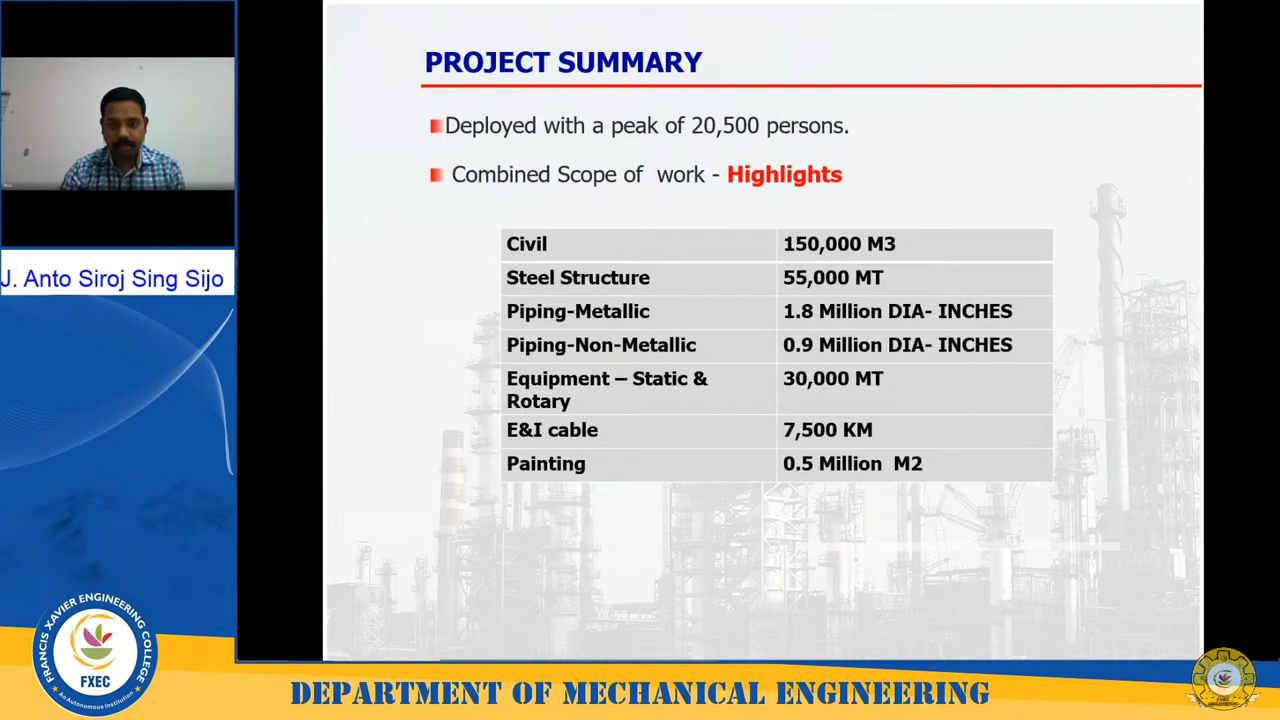 PROJECT SUMMARY
Deployed with a peak of 20,500 persons.
Combined Scope of work - Highlights
Civil 150,000 M3
Steel Structure 55,000 MT
Piping-Metallic 1.8 Million DIA- INCHES
Piping-Non-Metallic 0.9 Million DIA- INCHES
Equipment – Static & 30,000 MT
Rotary
E&I cable 7,500 KM
Painting 0.5 Million M2
J. Anto Siroj Sing Sijo
FRANCIS XAVIER ENGINEERING COLLEGE
FXEC
An Autonomous Institution
DEPARTMENT OF MECHANICAL ENGINEERING